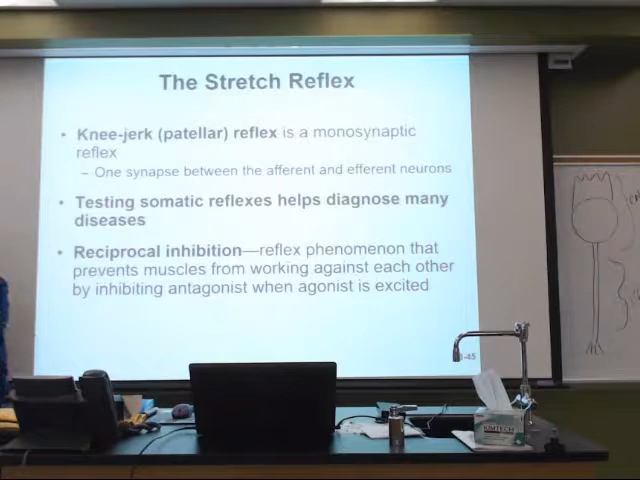 The Stretch Reflex
• Knee-jerk (patellar) reflex is a monosynaptic
reflex
– One synapse between the afferent and efferent neurons
• Testing somatic reflexes helps diagnose many
diseases
• Reciprocal inhibition—reflex phenomenon that
prevents muscles from working against each other
by inhibiting antagonist when agonist is excited
-45
KIMTECH